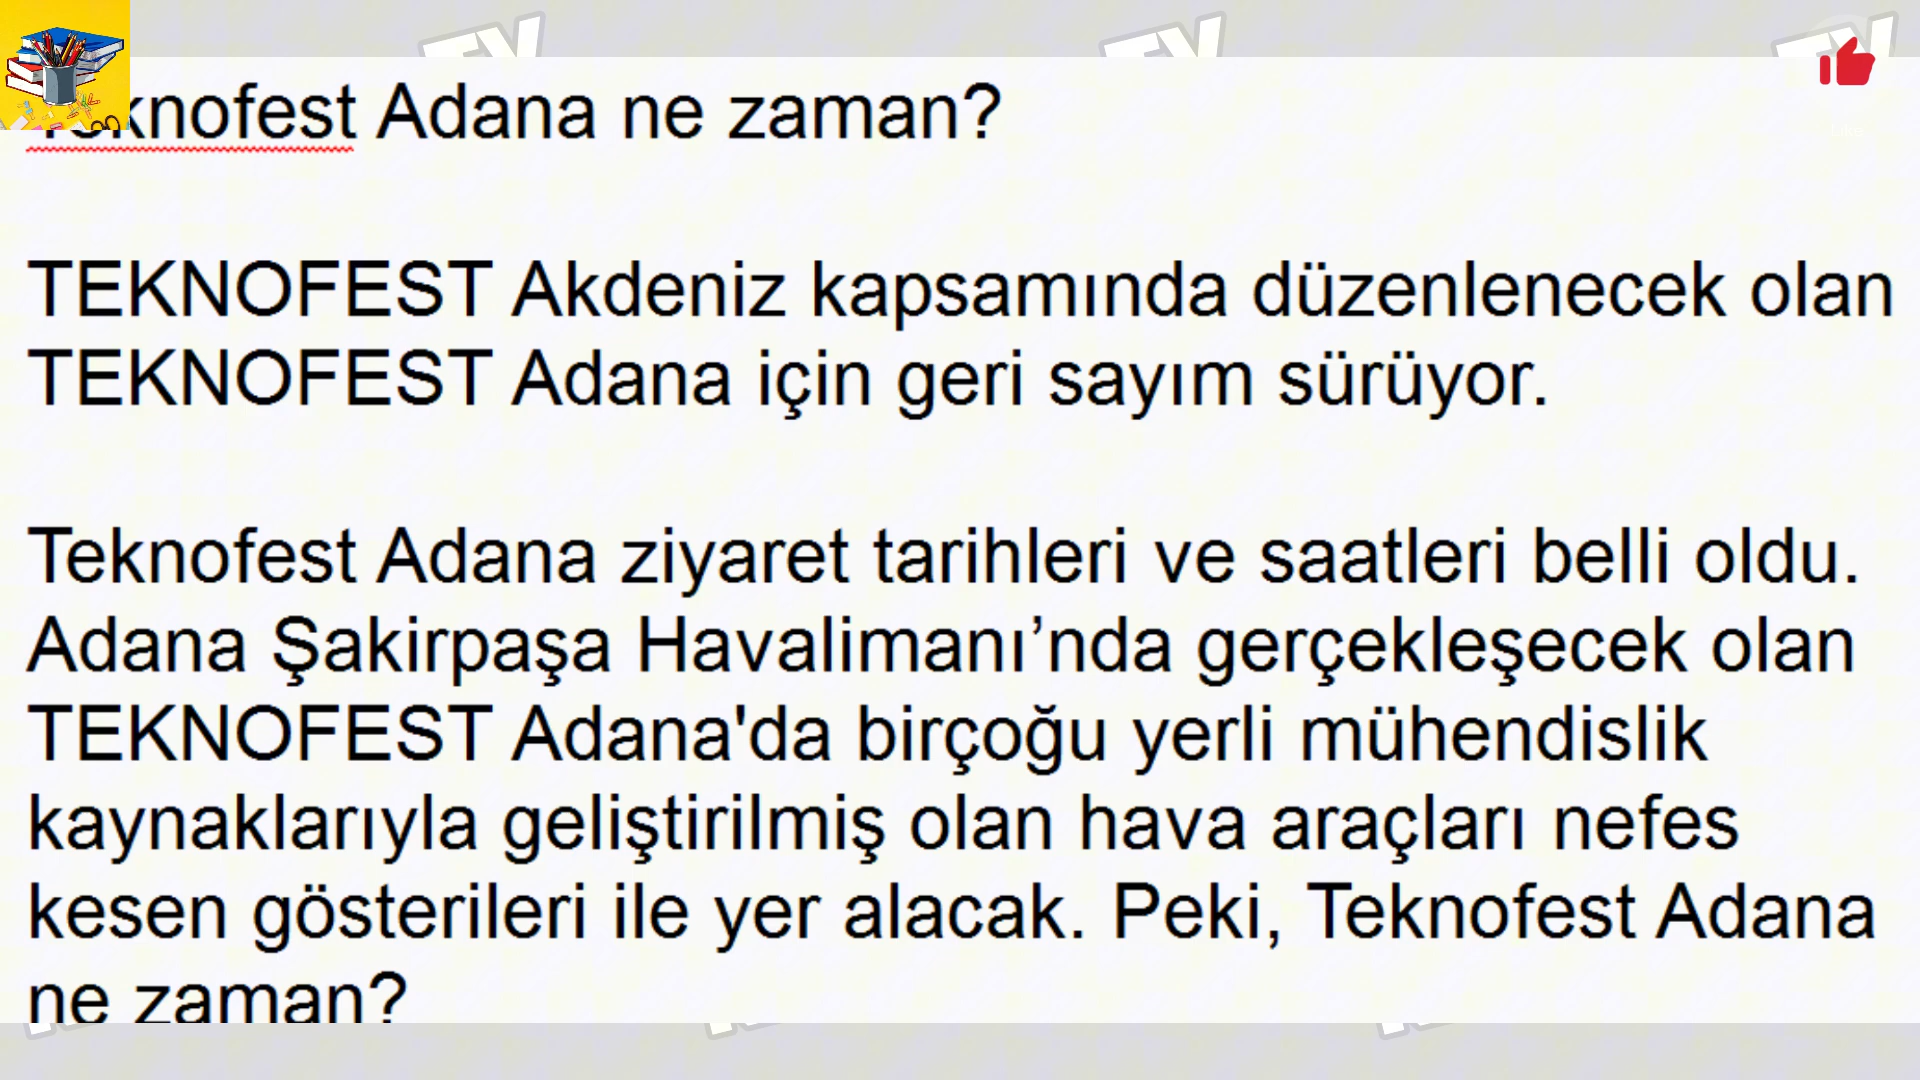 Teknofest Adana ne zaman?
TEKNOFEST Akdeniz kapsamında düzenlenecek olan
TEKNOFEST Adana için geri sayım sürüyor.
Teknofest Adana ziyaret tarihleri ve saatleri belli oldu.
Adana Şakirpaşa Havalimanı’nda gerçekleşecek olan
TEKNOFEST Adana'da birçoğu yerli mühendislik
kaynaklarıyla geliştirilmiş olan hava araçları nefes
kesen gösterileri ile yer alacak. Peki, Teknofest Adana
ne zaman?